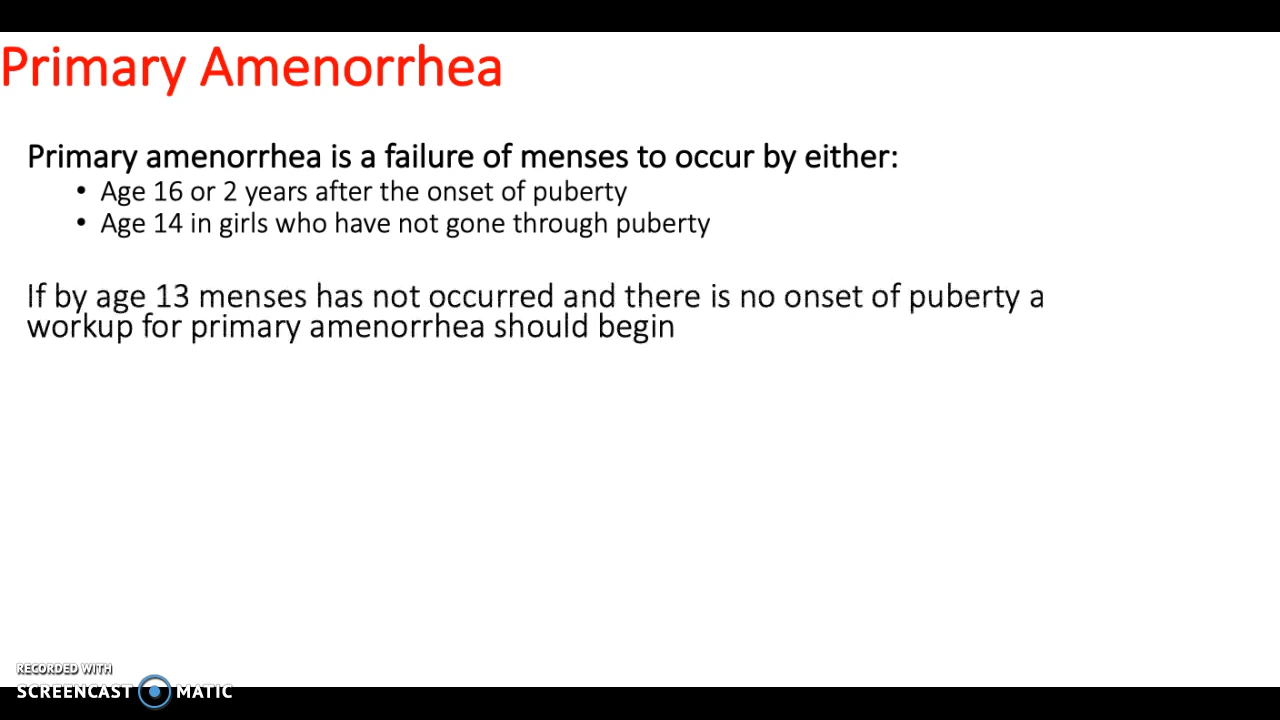 Primary Amenorrhea
Primary amenorrhea is a failure of menses to occur by either:
• Age 16 or 2 years after the onset of puberty
• Age 14 in girls who have not gone through puberty
If by age 13 menses has not occurred and there is no onset of puberty a
workup for primary amenorrhea should begin
RECORDED WITH
SCREENCAST MATIC